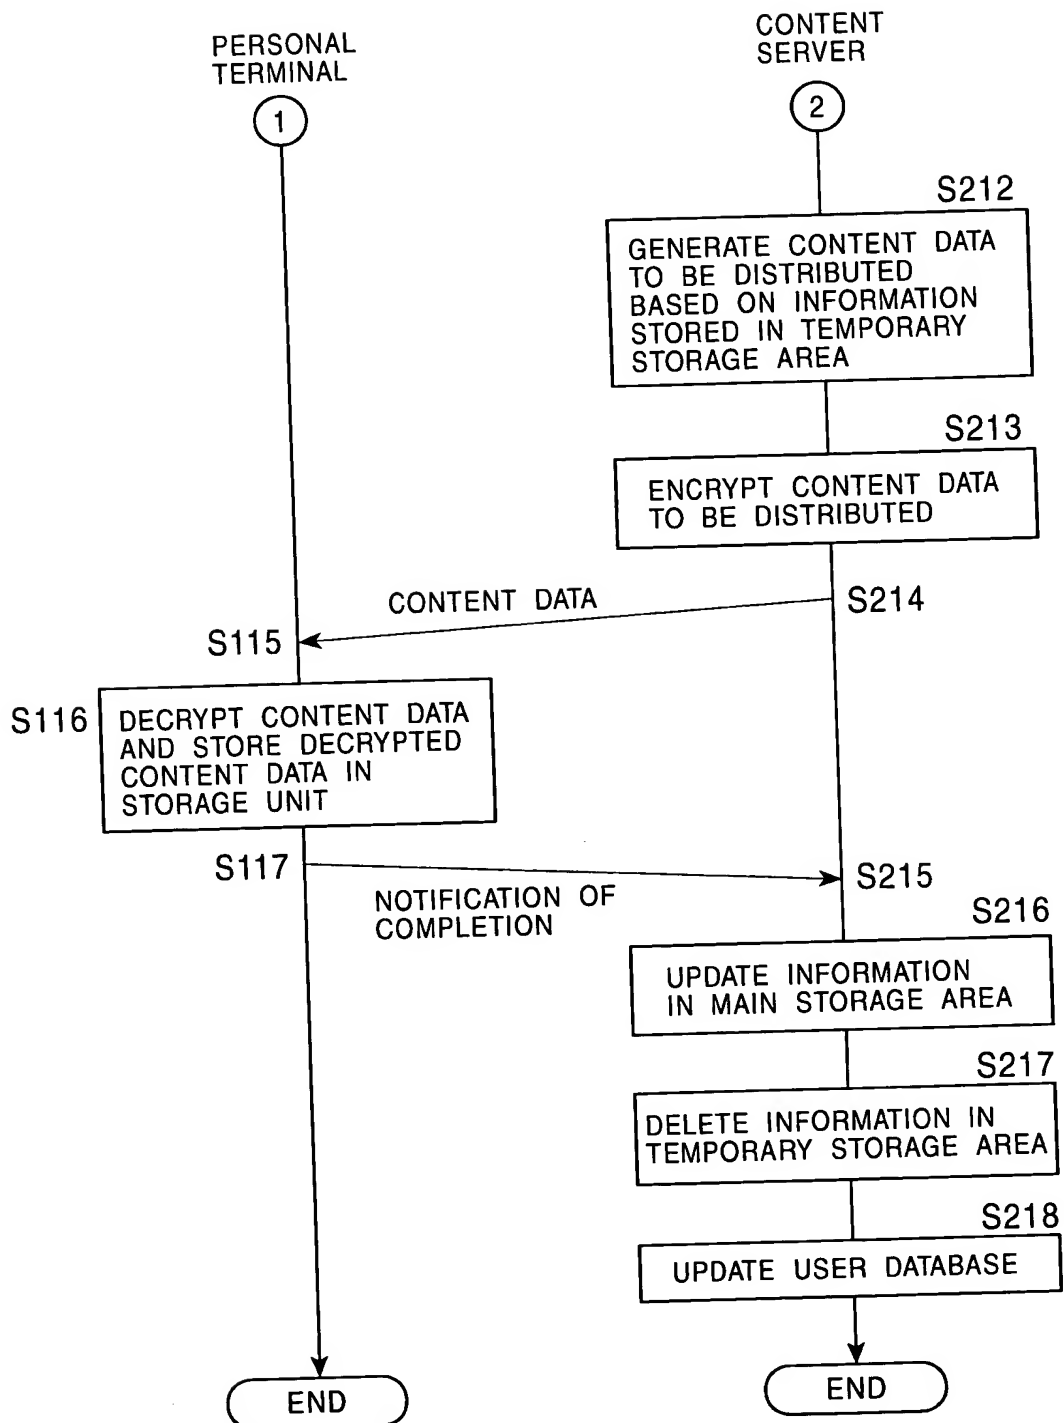 PERSONAL
TERMINAL
1
CONTENT
SERVER
2
S212
GENERATE CONTENT DATA
TO BE DISTRIBUTED
BASED ON INFORMATION
STORED IN TEMPORARY
STORAGE AREA
S213
ENCRYPT CONTENT DATA
TO BE DISTRIBUTED
CONTENT DATA
S214
S115
S116
DECRYPT CONTENT DATA
AND STORE DECRYPTED
CONTENT DATA IN
STORAGE UNIT
S117
NOTIFICATION OF
COMPLETION
S215
S216
UPDATE INFORMATION
IN MAIN STORAGE AREA
S217
DELETE INFORMATION IN
TEMPORARY STORAGE AREA
S218
UPDATE USER DATABASE
END
END